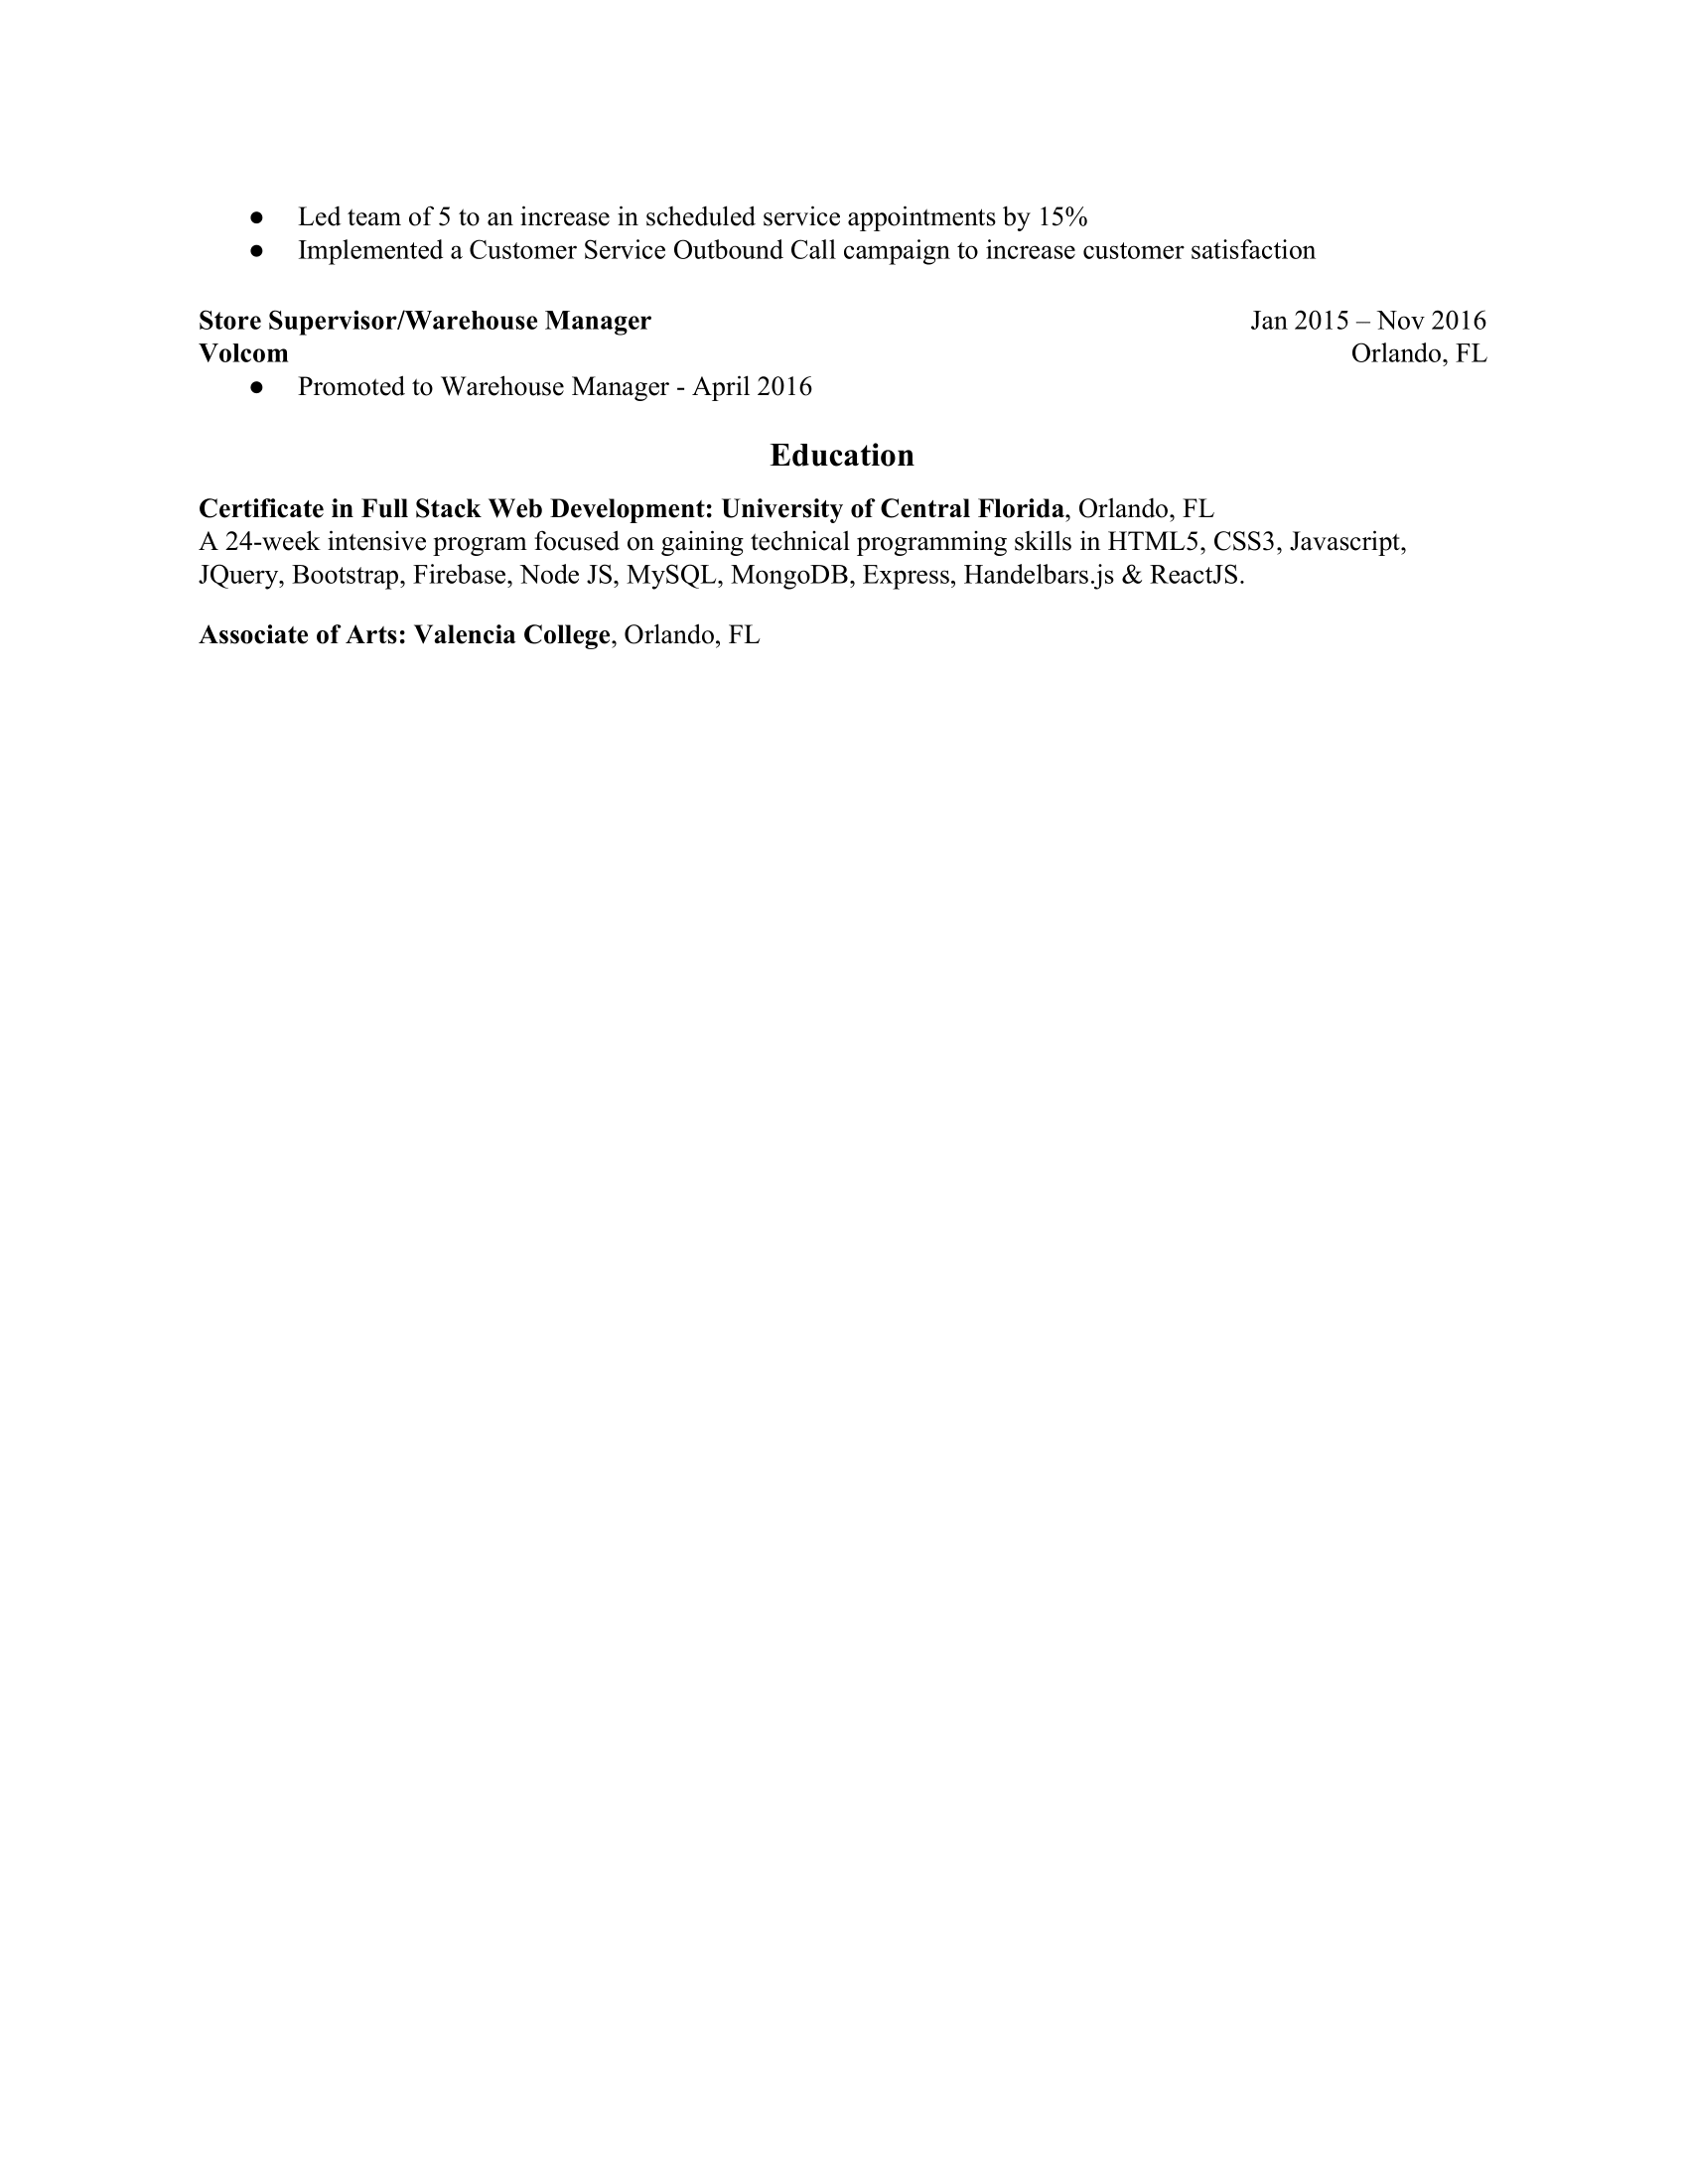 ● Led team of 5 to an increase in scheduled service appointments by 15%
● Implemented a Customer Service Outbound Call campaign to increase customer satisfaction
Store Supervisor/Warehouse Manager Jan 2015 – Nov 2016
Volcom Orlando, FL
● Promoted to Warehouse Manager - April 2016
Education
Certificate in Full Stack Web Development: University of Central Florida, Orlando, FL
A 24-week intensive program focused on gaining technical programming skills in HTML5, CSS3, Javascript,
JQuery, Bootstrap, Firebase, Node JS, MySQL, MongoDB, Express, Handelbars.js & ReactJS.
Associate of Arts: Valencia College, Orlando, FL